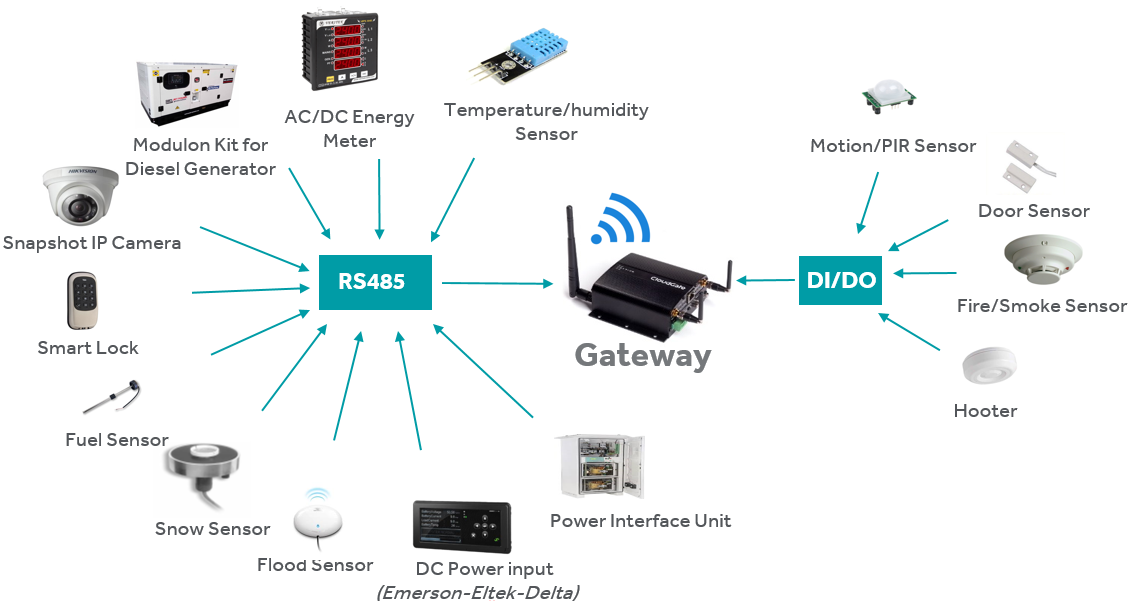 AC/DC Energy
Meter
Temperature/humidity
Sensor
Modulon Kit for
Diesel Generator
Motion/PIR Sensor
HIKVISION
Snapshot IP Camera
Door Sensor
RS485
CloudGate
DI/DO
Fire/Smoke Sensor
Smart Lock
Gateway
Hooter
Fuel Sensor
Snow Sensor
Power Interface Unit
Flood Sensor
DC Power input
(Emerson-Eltek-Delta)